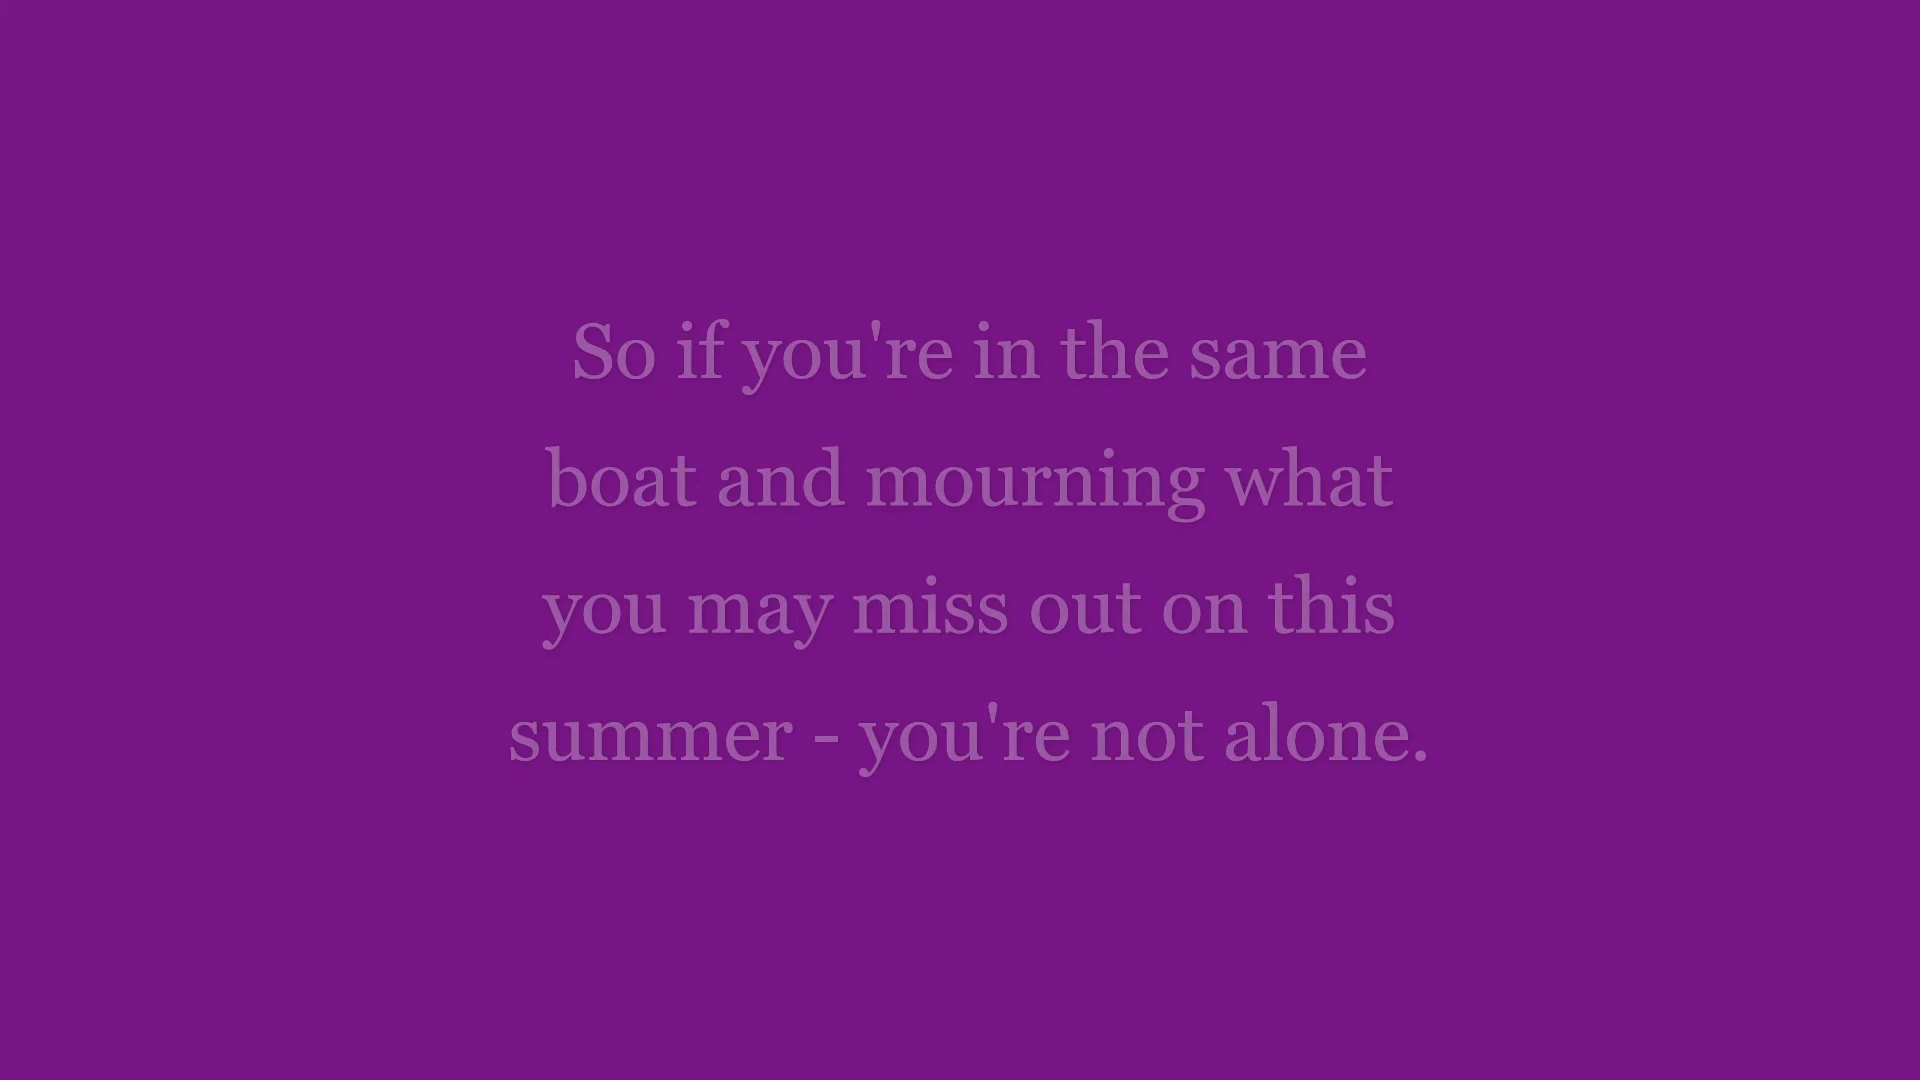 So if you're in the same
boat and mourning what
you may miss out on this
summer - you're not alone.